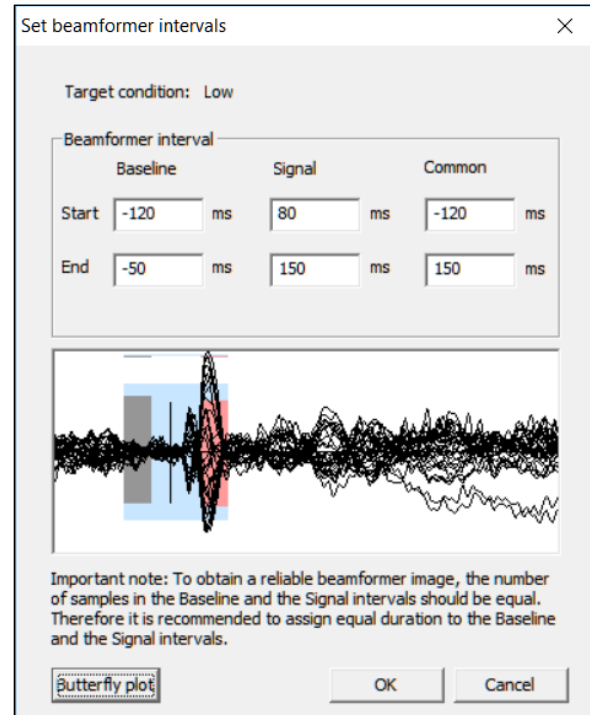 Set beamformer intervals
Target condition: Low
Beamformer interval
Baseline Signal Common
Start -120 ms 80 ms -120 ms
End -50 ms 150 ms 150 ms
Important note: To obtain a reliable beamformer image, the number
of samples in the Baseline and the Signal intervals should be equal.
Therefore it is recommended to assign equal duration to the Baseline
and the Signal intervals.
Butterfly plot OK Cancel